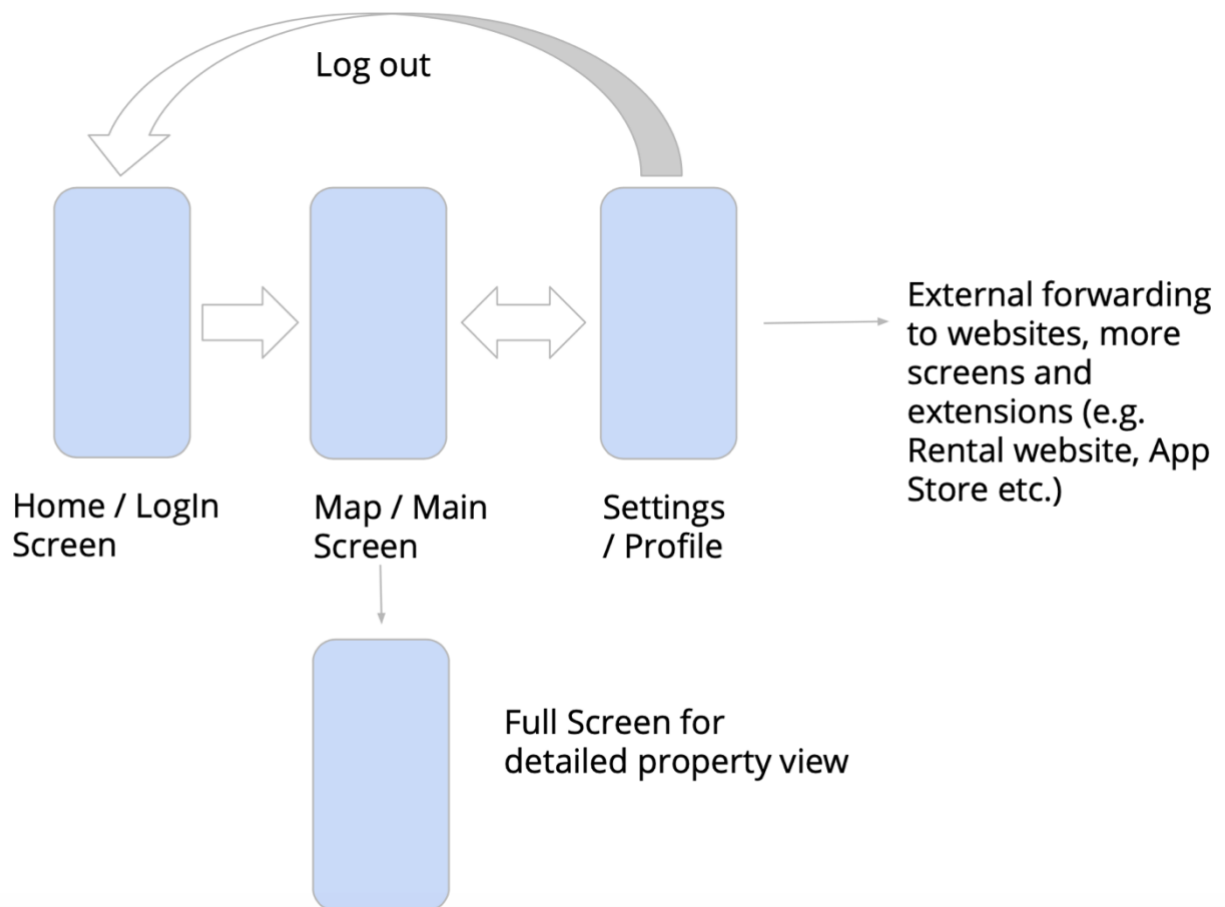 Log out
Home / LogIn
Screen
Map / Main
Screen
Settings
/ Profile
External forwarding
to websites, more
screens and
extensions (e.g.
Rental website, App
Store etc.)
Full Screen for
detailed property view